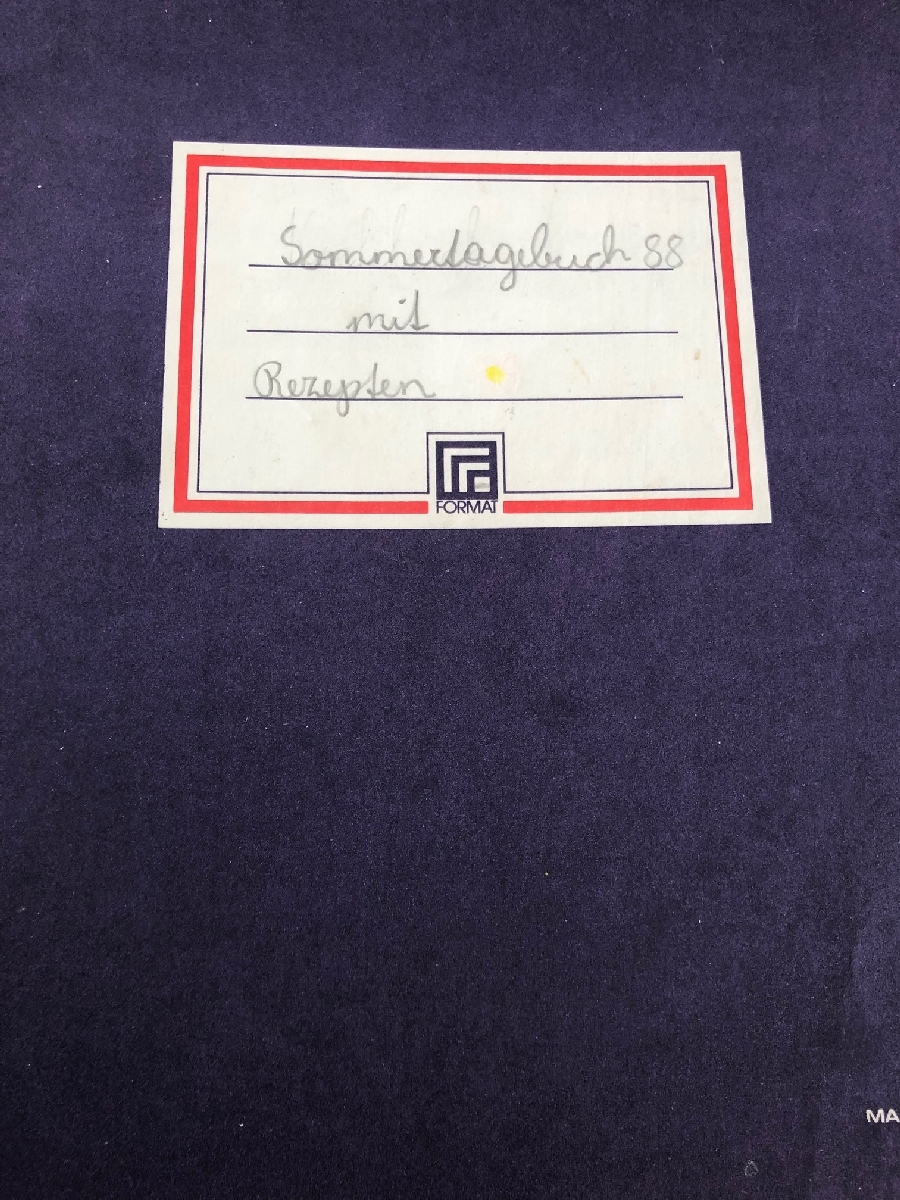 Sommertagebuch 88
mit
Rezepten
FORMAT
MA